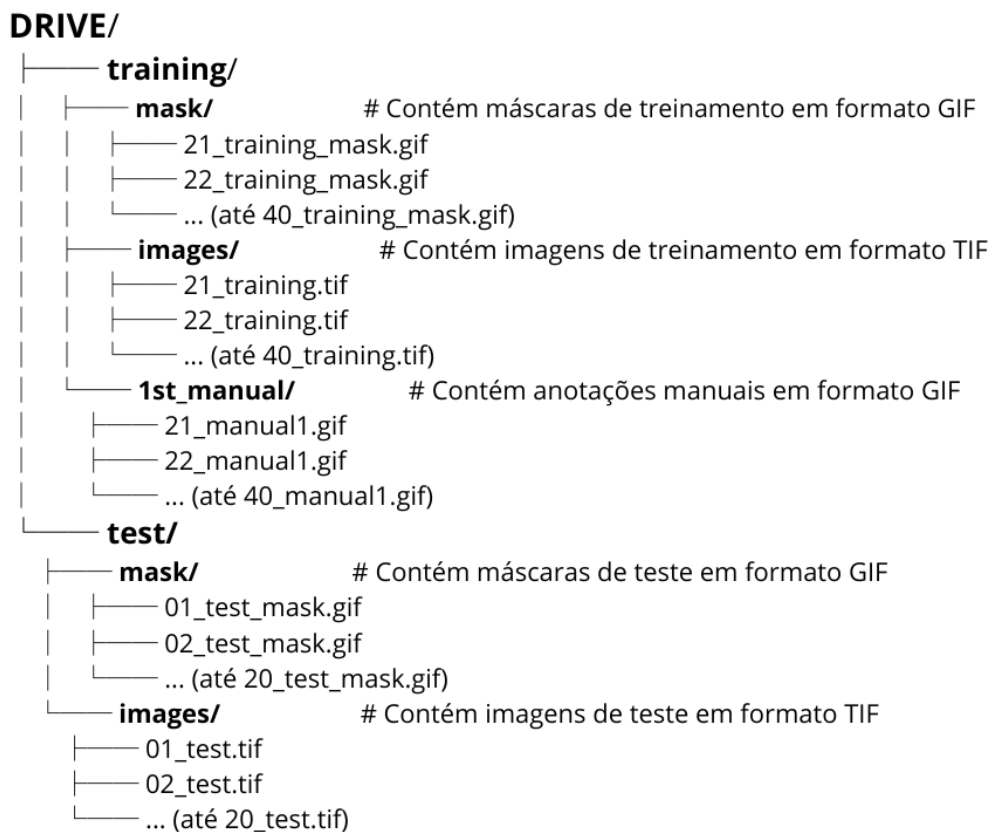 DRIVE/
training/
mask/ # Contém máscaras de treinamento em formato GIF
21_training_mask.gif
22_training_mask.gif
... (até 40_training_mask.gif)
images/ # Contém imagens de treinamento em formato TIF
21_training.tif
22_training.tif
... (até 40_training.tif)
1st_manual/ # Contém anotações manuais em formato GIF
21_manual1.gif
22_manual1.gif
... (até 40_manual1.gif)
test/
mask/ # Contém máscaras de teste em formato GIF
01_test_mask.gif
02_test_mask.gif
... (até 20_test_mask.gif)
images/ # Contém imagens de teste em formato TIF
01_test.tif
02_test.tif
... (até 20_test.tif)